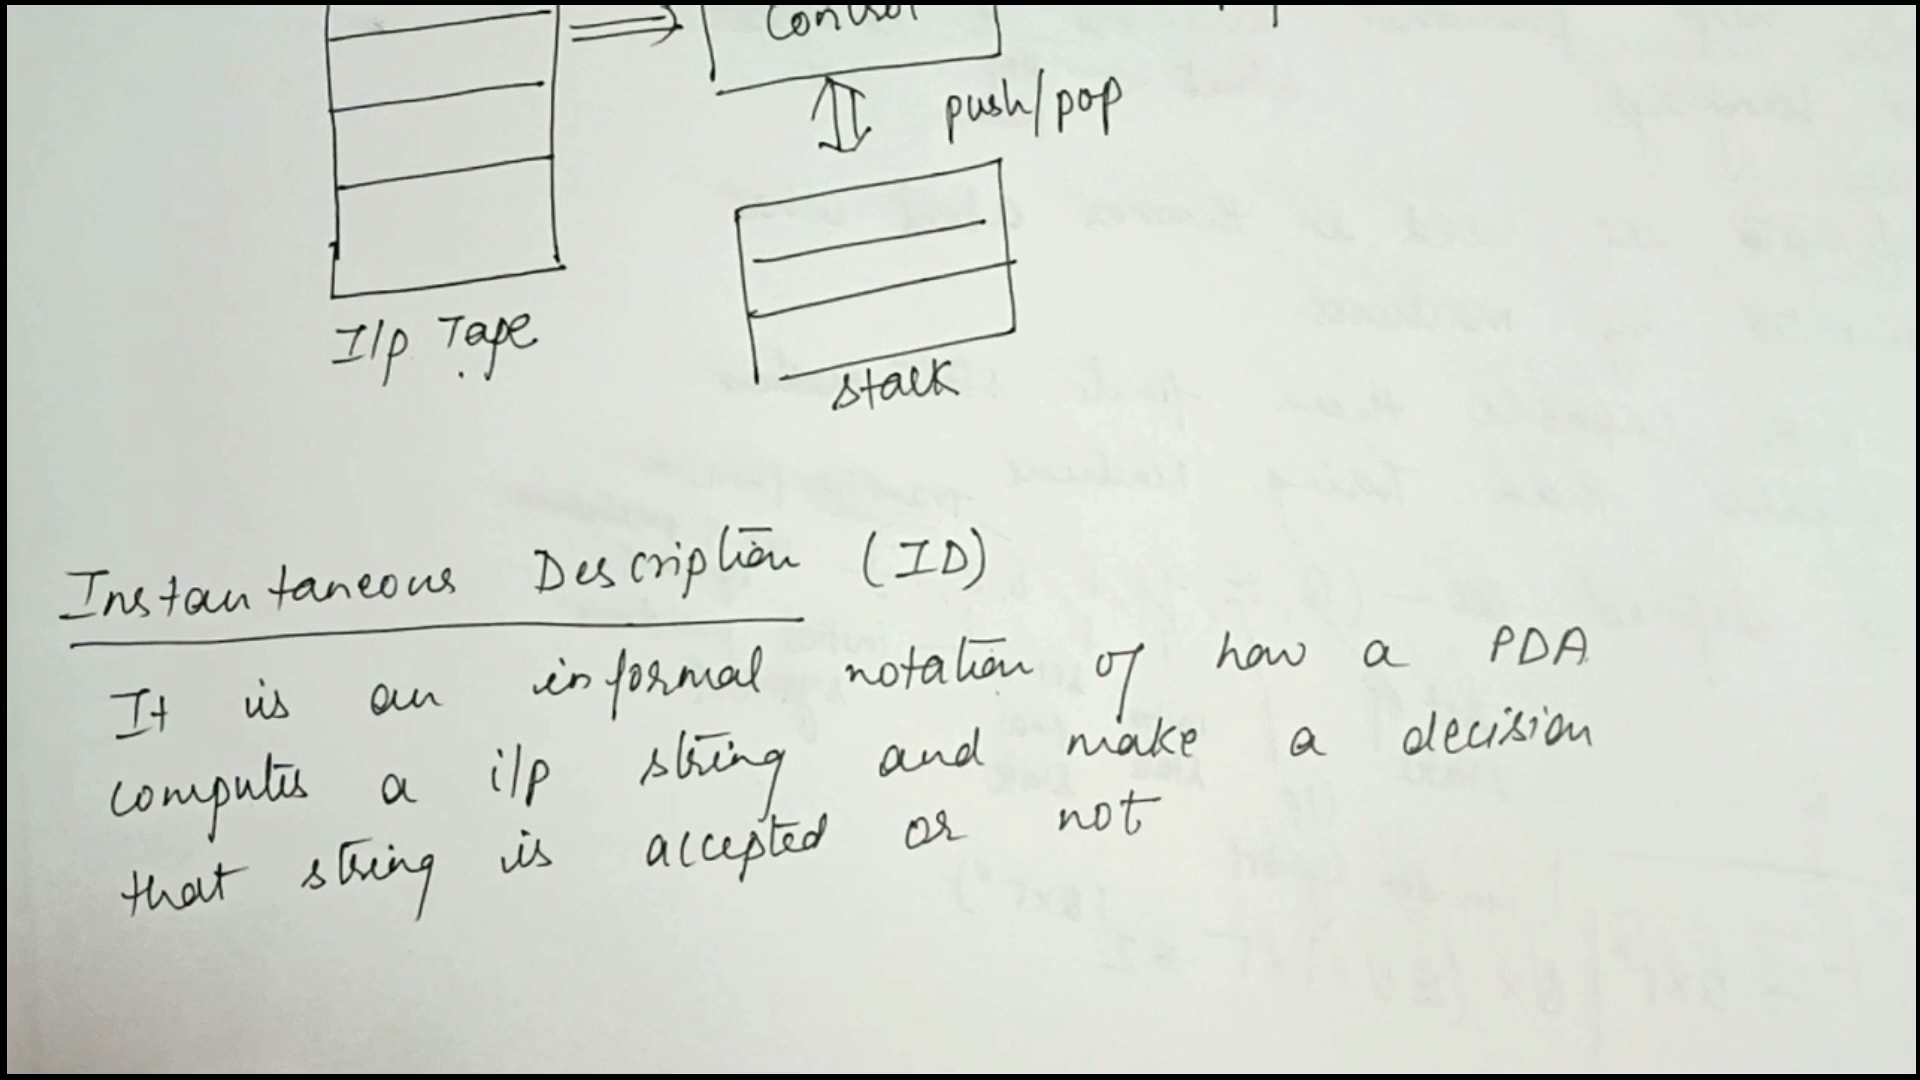 Control
push/pop
I/p Tape
stack
Instantaneous Description (ID)
It is an informal notation of how a PDA
computes a i/p string and make a decision
that string is accepted or not